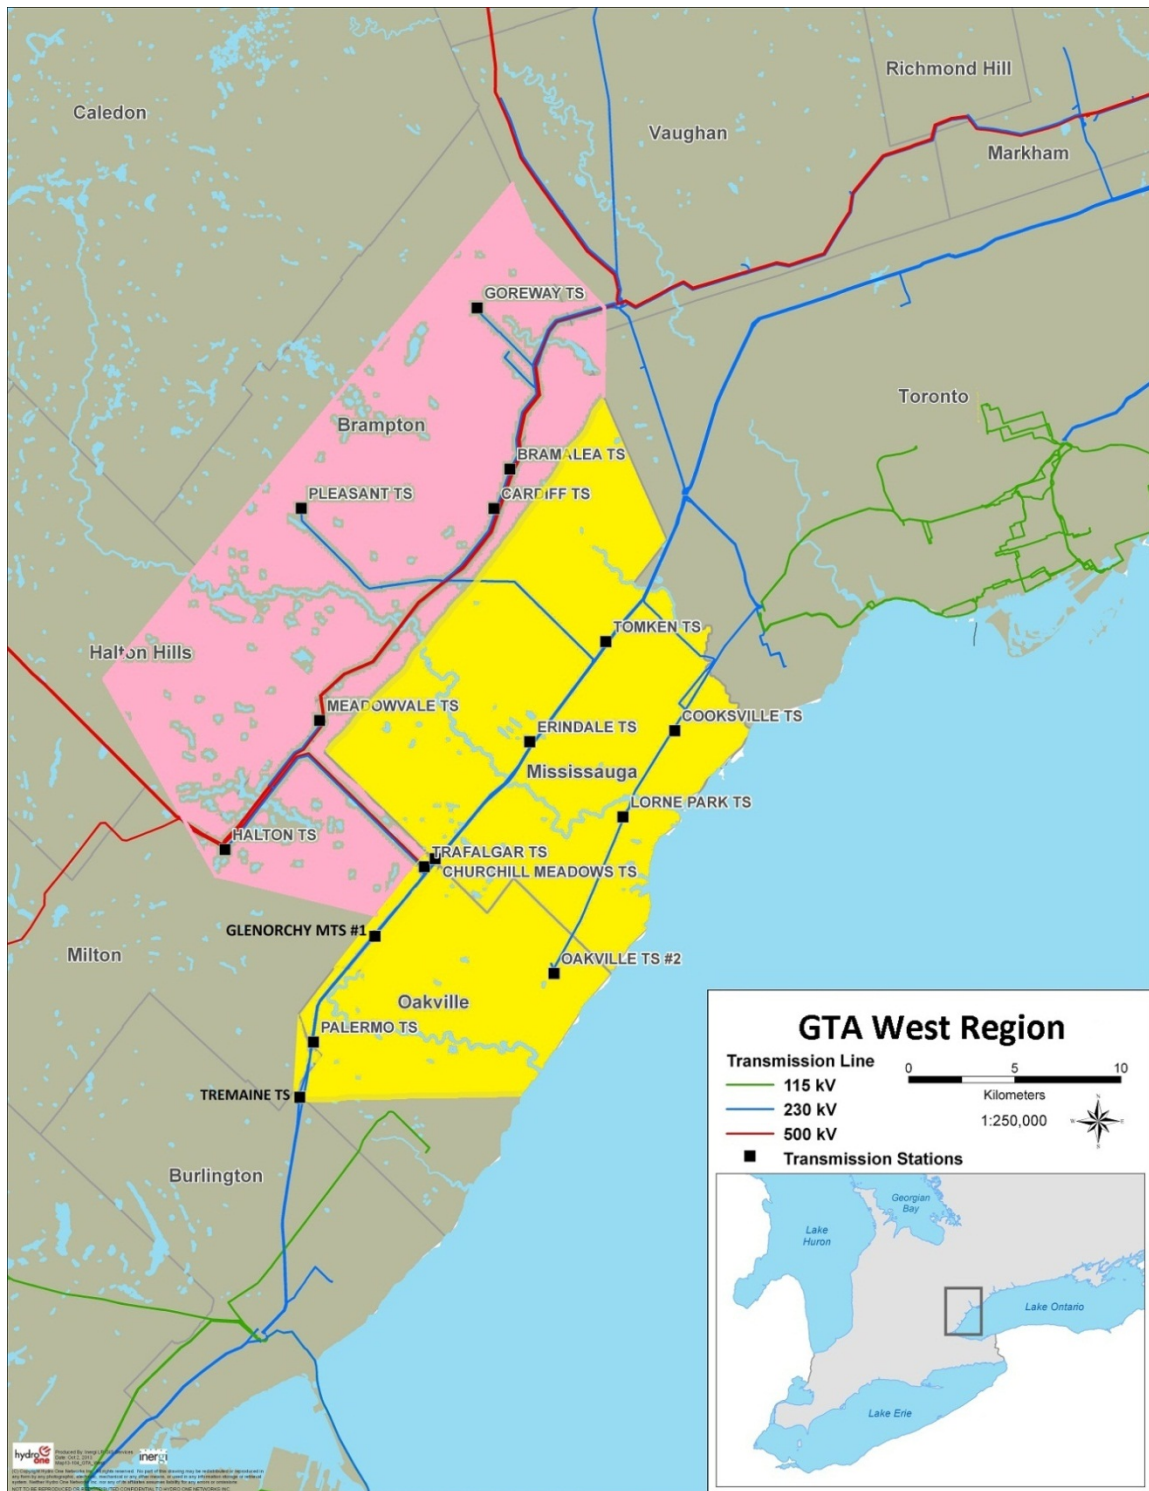 Richmond Hill
Caledon
Vaughan
Markham
GOREWAY TS
Toronto
Brampton
BRAMALEA TS
PLEASANT TS
CARDIFF TS
TOMKEN TS
Halton Hills
MEADOWVALE TS
COOKSVILLE TS
ERINDALE TS
Mississauga
LORNE PARK TS
HALTON TS
TRAFALGAR TS
CHURCHILL MEADOWS TS
GLENORCHY MTS #1
Milton
OAKVILLE TS #2
Oakville
PALERMO TS
TREMAINE TS
Burlington
GTA West Region
Transmission Line
115 kV
230 kV
500 kV
Transmission Stations
0 5 10
Kilometers
1:250,000
N
W E
S
Georgian
Bay
Lake
Huron
Lake Ontario
Lake Erie
hydro
one
inergi